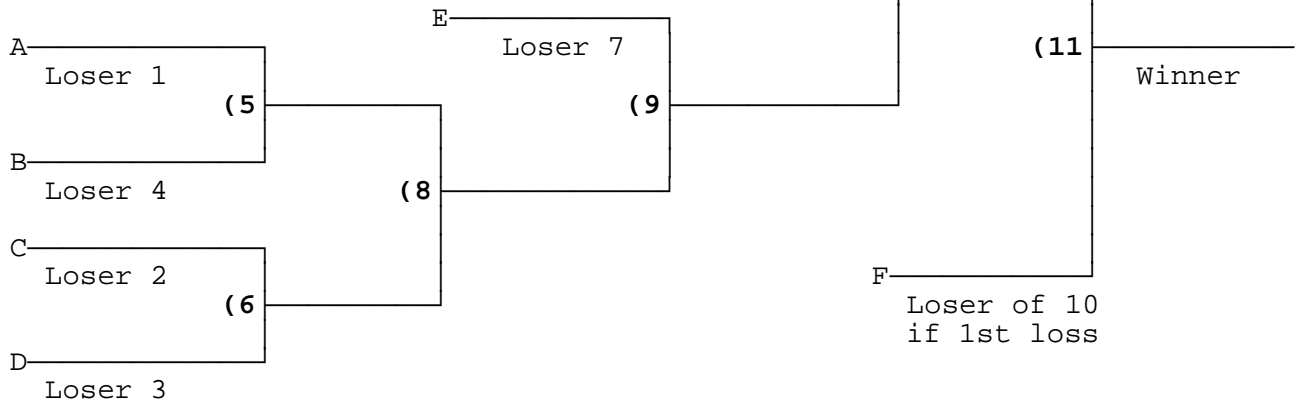 E
Loser 7
A
Loser 1
(11
Winner
(5
(9
B
Loser 4
(8
C
Loser 2
F
(6
Loser of 10
if 1st loss
D
Loser 3